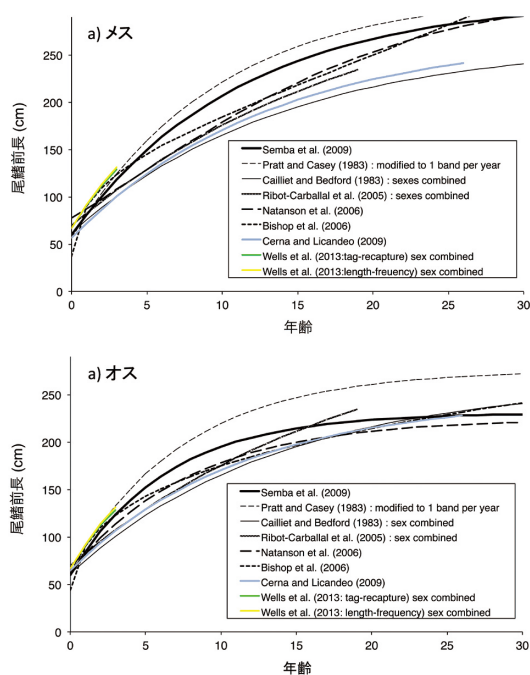 a) メス
尾鰭前長 (cm)
250
200
150
100
50
0
Semba et al. (2009)
Pratt and Casey (1983) : modified to 1 band per year
Cailliet and Bedford (1983) : sexes combined
Ribot-Carballal et al. (2005) : sexes combined
Natanson et al. (2006)
Bishop et al. (2006)
Cerna and Licandeo (2009)
Wells et al. (2013:tag-recapture) sex combined
Wells et al. (2013:length-freuency) sex combined
0 5 10 15 20 25 30
年齢
a) オス
尾鰭前長 (cm)
250
200
150
100
50
0
Semba et al. (2009)
Pratt and Casey (1983) : modified to 1 band per year
Cailliet and Bedford (1983) : sex combined
Ribot-Carballal et al. (2005) : sex combined
Natanson et al. (2006)
Bishop et al. (2006)
Cerna and Licandeo (2009)
Wells et al. (2013: tag-recapture) sex combined
Wells et al. (2013: length-frequency) sex combined
0 5 10 15 20 25 30
年齢